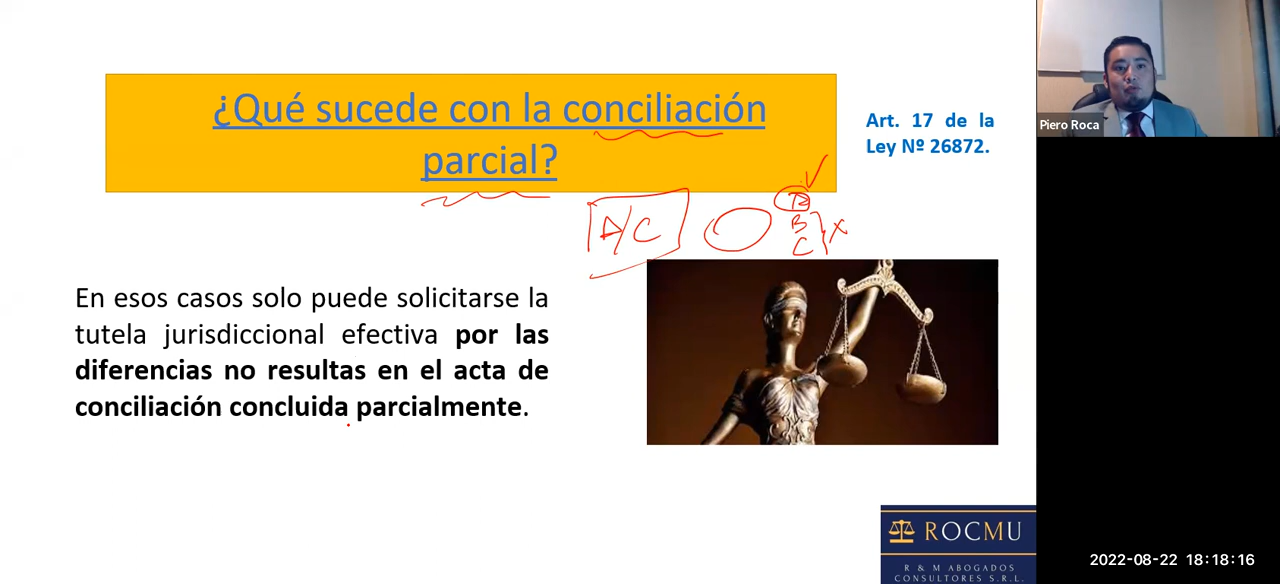 ¿Qué sucede con la conciliación
parcial?
Art. 17 de la
Ley Nº 26872.
Piero Roca
A/C
B
C
X
En esos casos solo puede solicitarse la
tutela jurisdiccional efectiva por las
diferencias no resultas en el acta de
conciliación concluida parcialmente.
ROCMU
R & M ABOGADOS
CONSULTORES S.R.L.
2022-08-22 18:18:16